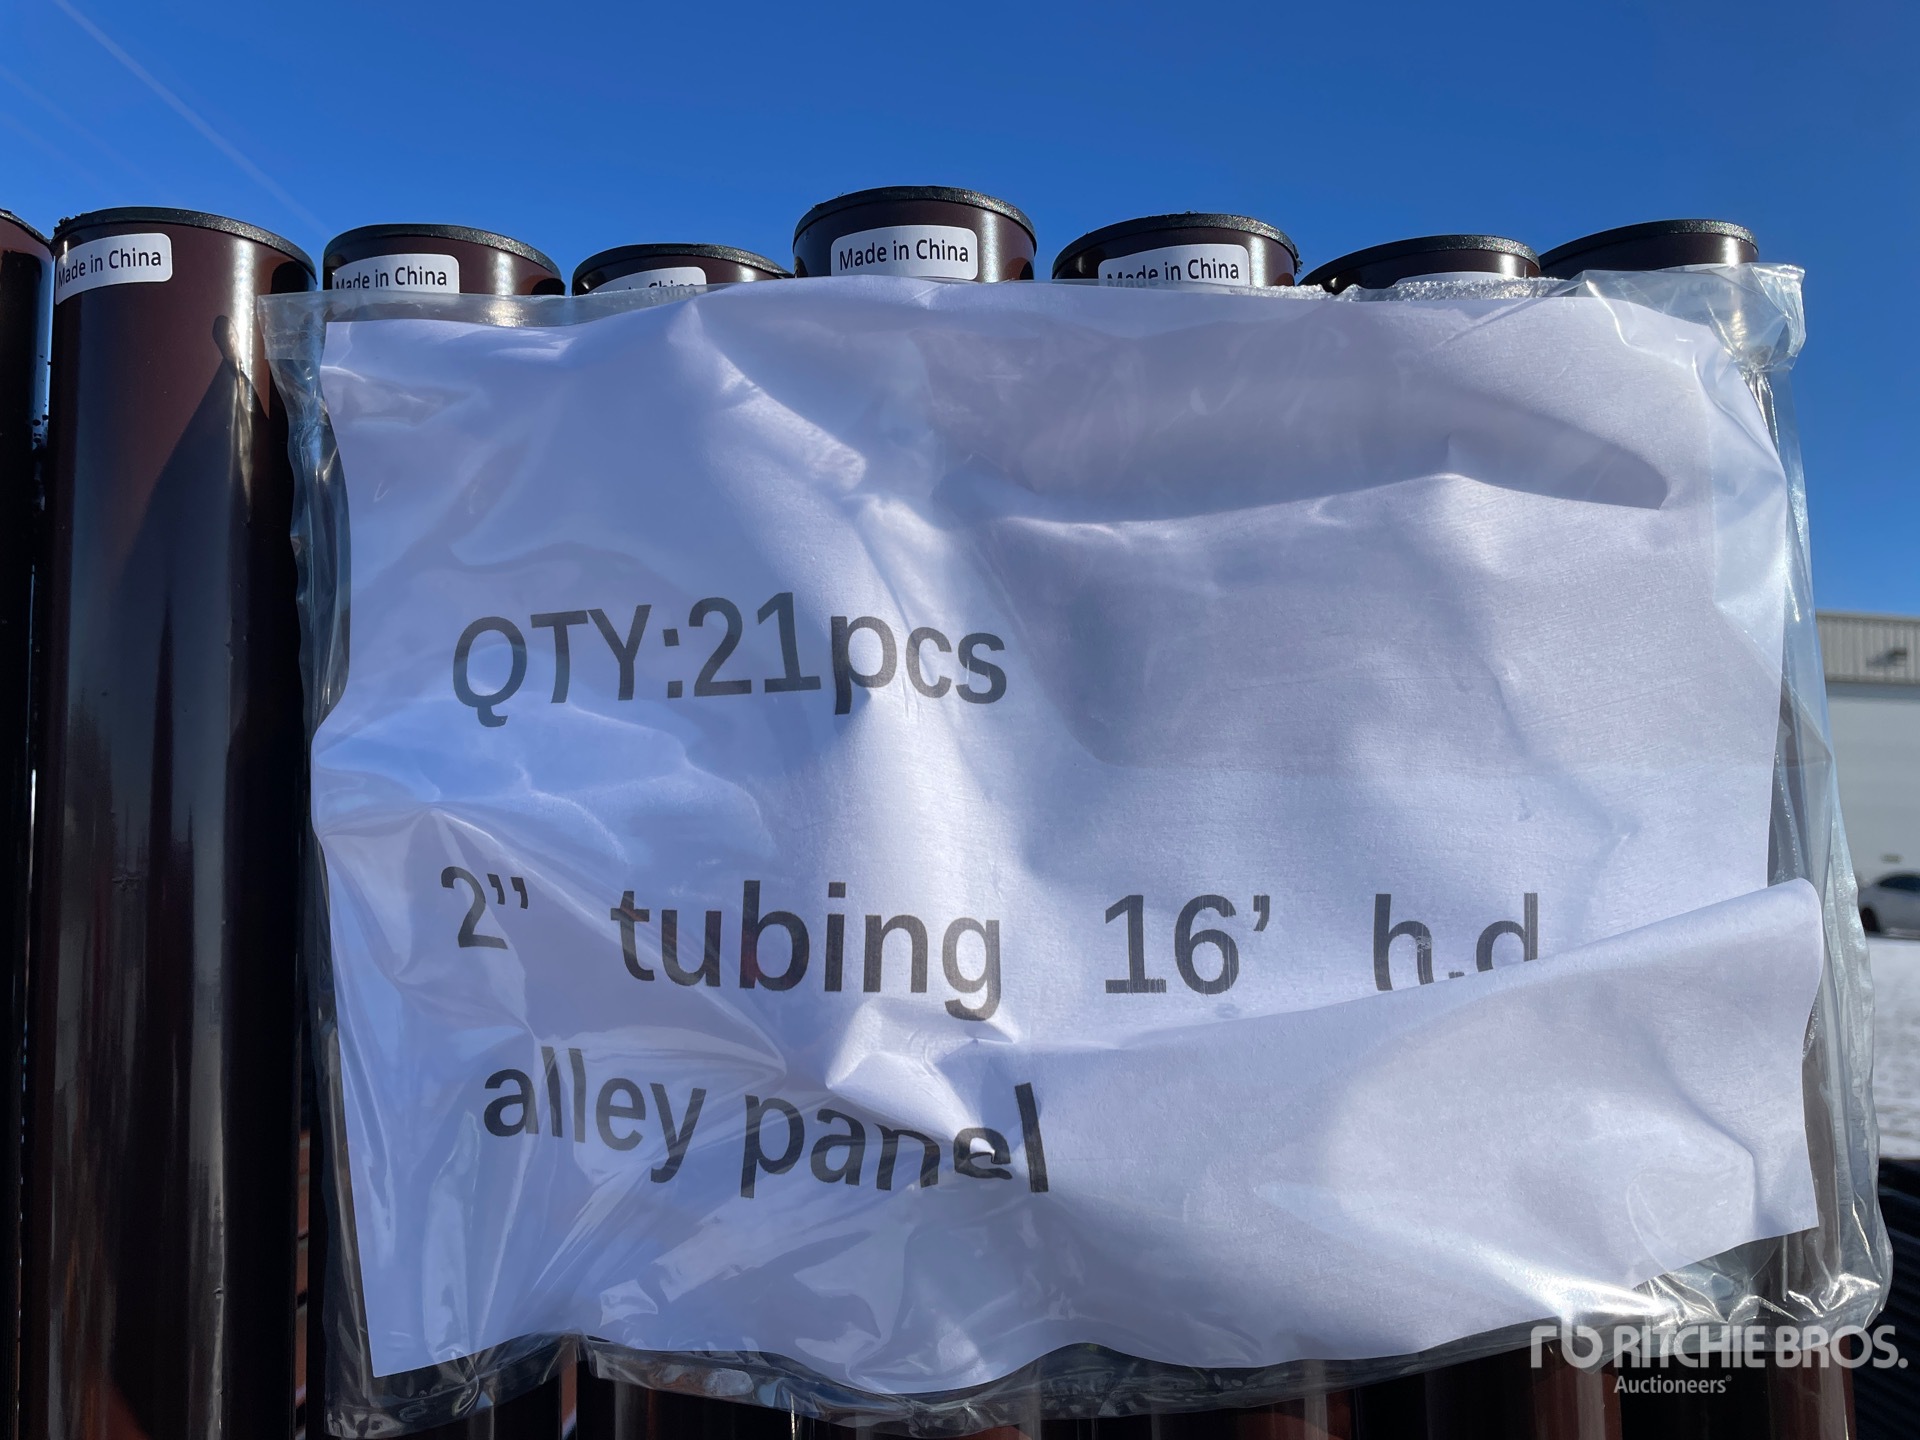 Made in China
Made in China
Made in China
Made in China
QTY:21pcs
2” tubing 16’ h.d
alley panel
RITCHIE BROS.
Auctioneers